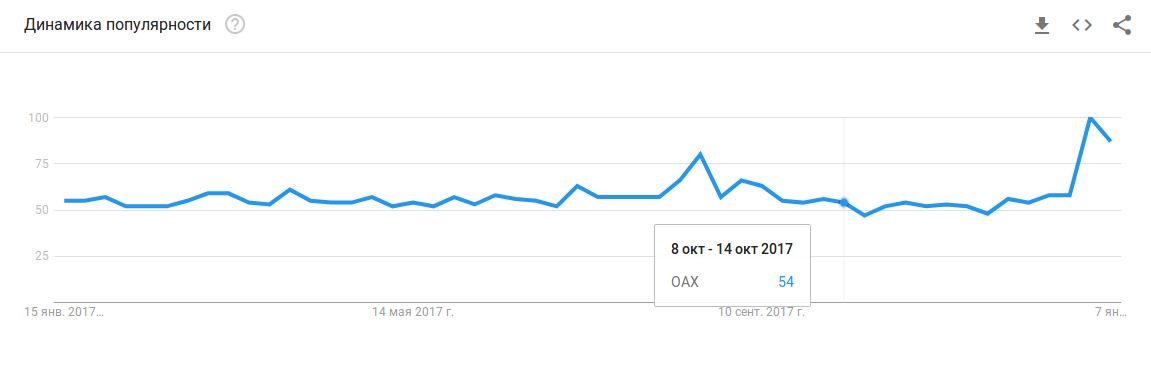 Динамика популярности
100
75
50
25
8 окт - 14 окт 2017
OAX 54
15 янв. 2017…
14 мая 2017 г.
10 сент. 2017 г.
7 ян…